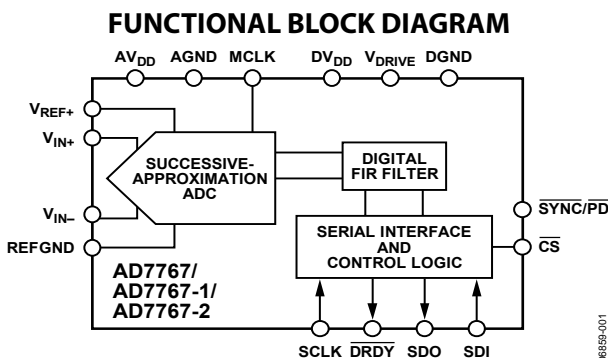 FUNCTIONAL BLOCK DIAGRAM
AVDD AGND MCLK DVDD VDRIVE DGND
VREF+
VIN+
VIN–
REFGND
SUCCESSIVE-
APPROXIMATION
ADC
DIGITAL
FIR FILTER
SERIAL INTERFACE
AND
CONTROL LOGIC
SYNC/PD
CS
AD7767/
AD7767-1/
AD7767-2
SCLK DRDY SDO SDI
06859-001